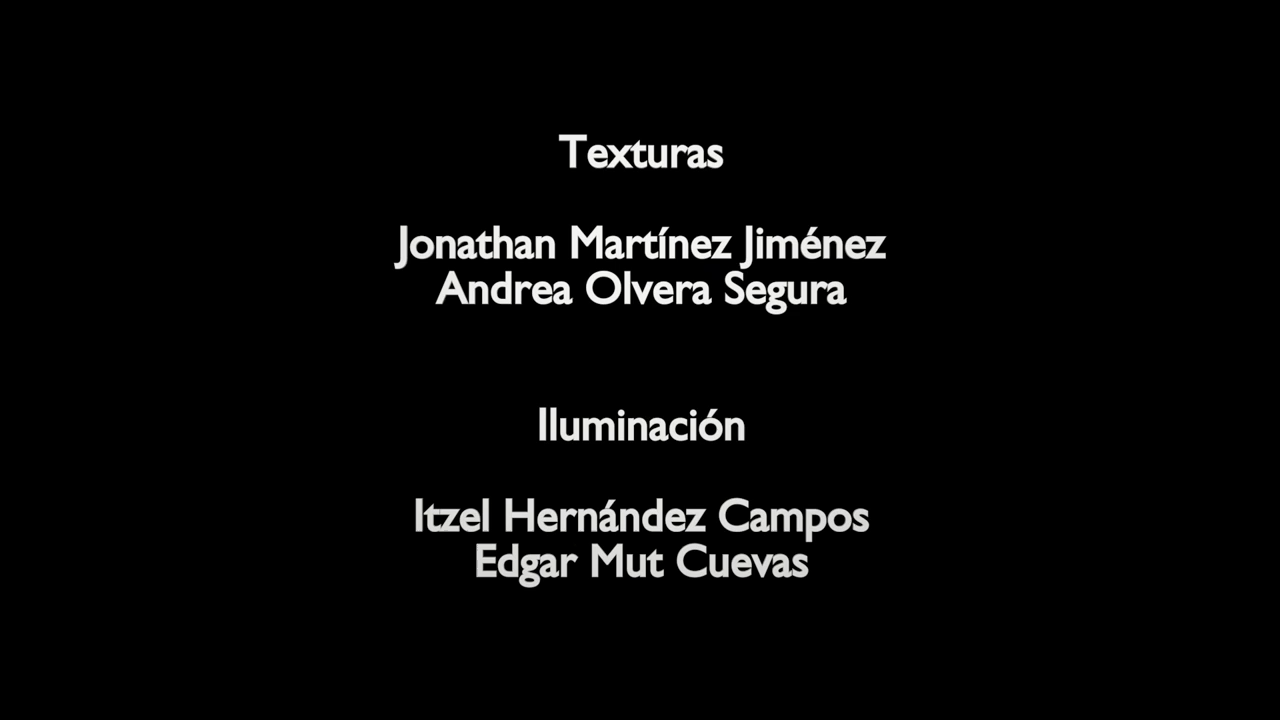 Texturas
Jonathan Martínez Jiménez
Andrea Olvera Segura
Iluminación
Itzel Hernández Campos
Edgar Mut Cuevas